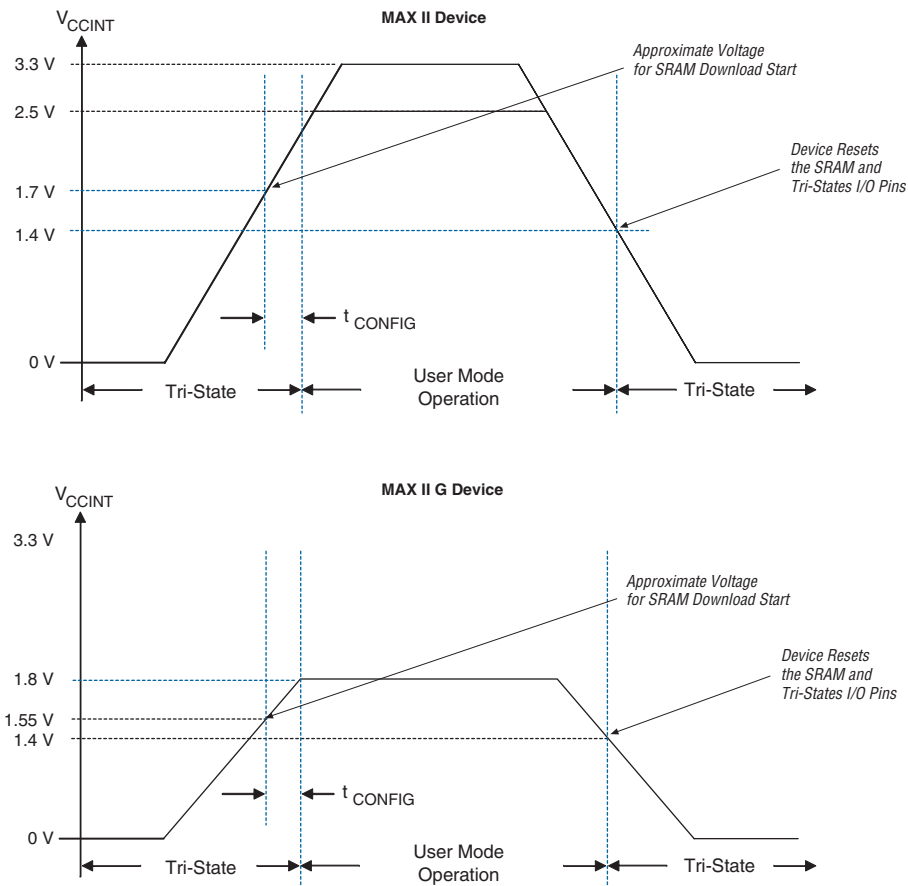 MAX II Device
VCCINT
Approximate Voltage
for SRAM Download Start
3.3 V
2.5 V
Device Resets
the SRAM and
Tri-States I/O Pins
1.7 V
1.4 V
t CONFIG
0 V
Tri-State
User Mode
Operation
Tri-State
MAX II G Device
VCCINT
3.3 V
Approximate Voltage
for SRAM Download Start
Device Resets
the SRAM and
Tri-States I/O Pins
1.8 V
1.55 V
1.4 V
t CONFIG
0 V
Tri-State
User Mode
Operation
Tri-State